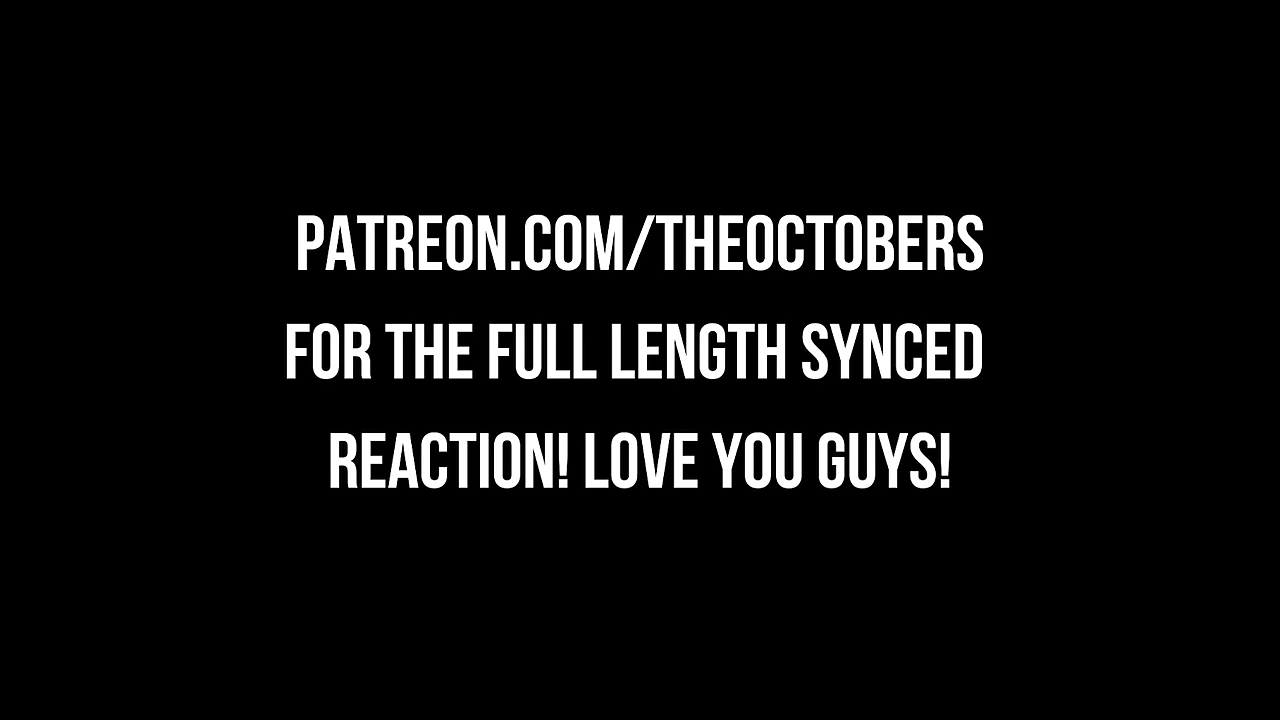 PATREON.COM/THEOCTOBERS
FOR THE FULL LENGTH SYNCED
REACTION! LOVE YOU GUYS!